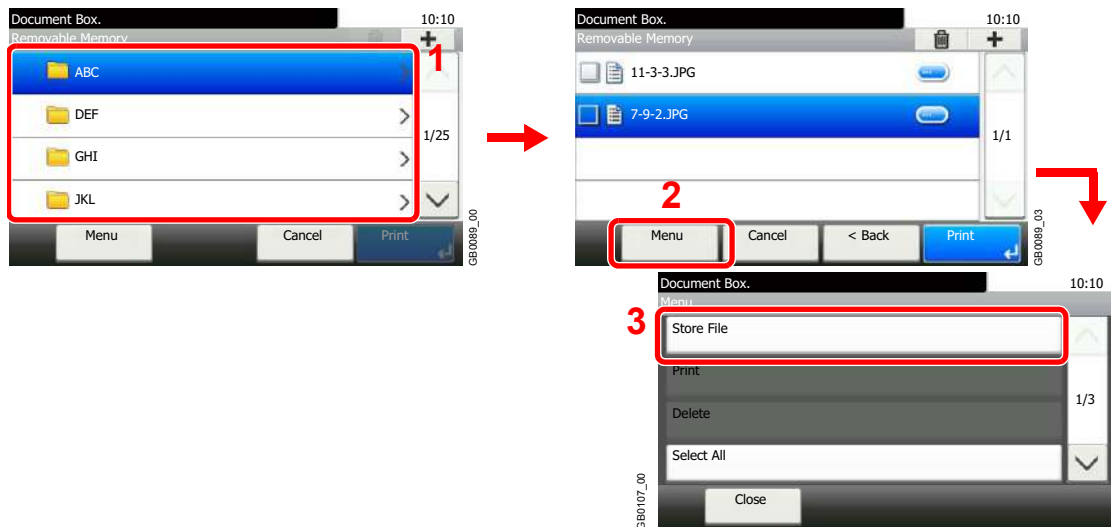 Document Box.
10:10
Removable Memory
1
ABC
DEF
1/25
GHI
JKL
Menu
Cancel
Print
GB0089_00
Document Box.
10:10
Removable Memory
11-3-3.JPG
7-9-2.JPG
1/1
2
Menu
Cancel
< Back
Print
GB0089_03
Document Box.
10:10
Menu
3
Store File
Print
1/3
Delete
Select All
Close
GB0107_00